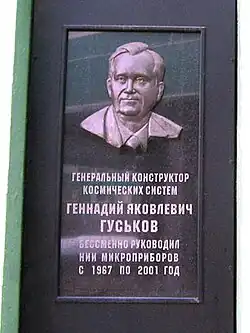 ГЕНЕРАЛЬНЫЙ КОНСТРУКТОР
КОСМИЧЕСКИХ СИСТЕМ
ГЕННАДИЙ ЯКОВЛЕВИЧ
ГУСЬКОВ
БЕССМЕННО РУКОВОДИЛ
НИИ МИКРОПРИБОРОВ
С 1967 ПО 2001 ГОД